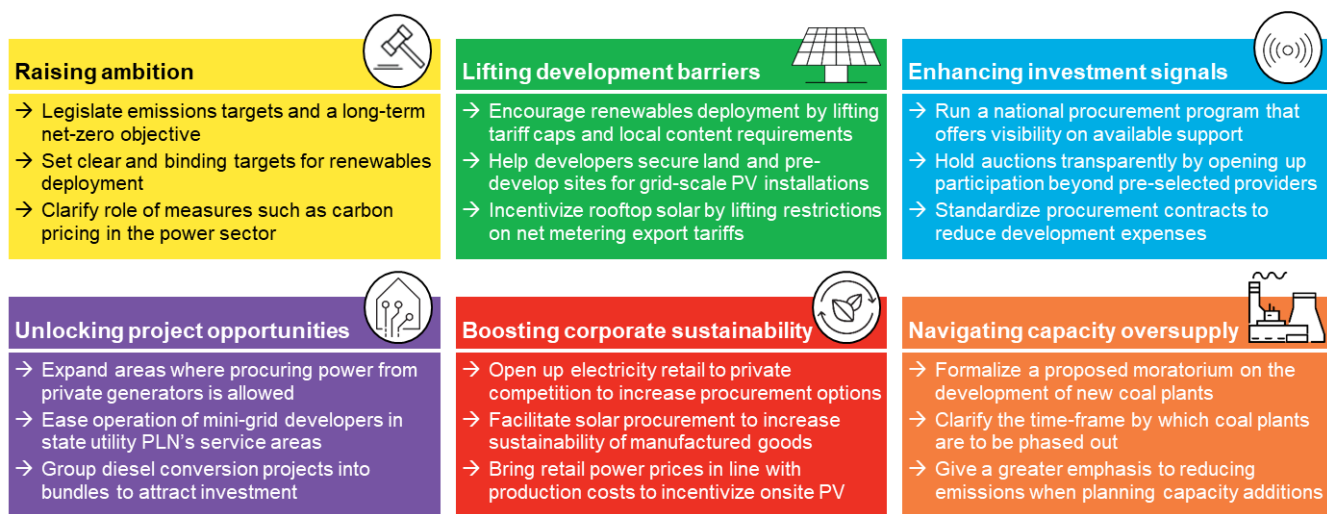 Raising ambition
→ Legislate emissions targets and a long-term
net-zero objective
→ Set clear and binding targets for renewables
deployment
→ Clarify role of measures such as carbon
pricing in the power sector
Lifting development barriers
→ Encourage renewables deployment by lifting
tariff caps and local content requirements
→ Help developers secure land and pre-
develop sites for grid-scale PV installations
→ Incentivize rooftop solar by lifting restrictions
on net metering export tariffs
Enhancing investment signals
→ Run a national procurement program that
offers visibility on available support
→ Hold auctions transparently by opening up
participation beyond pre-selected providers
→ Standardize procurement contracts to
reduce development expenses
Unlocking project opportunities
→ Expand areas where procuring power from
private generators is allowed
→ Ease operation of mini-grid developers in
state utility PLN's service areas
→ Group diesel conversion projects into
bundles to attract investment
Boosting corporate sustainability
→ Open up electricity retail to private
competition to increase procurement options
→ Facilitate solar procurement to increase
sustainability of manufactured goods
→ Bring retail power prices in line with
production costs to incentivize onsite PV
Navigating capacity oversupply
→ Formalize a proposed moratorium on the
development of new coal plants
→ Clarify the time-frame by which coal plants
are to be phased out
→ Give a greater emphasis to reducing
emissions when planning capacity additions